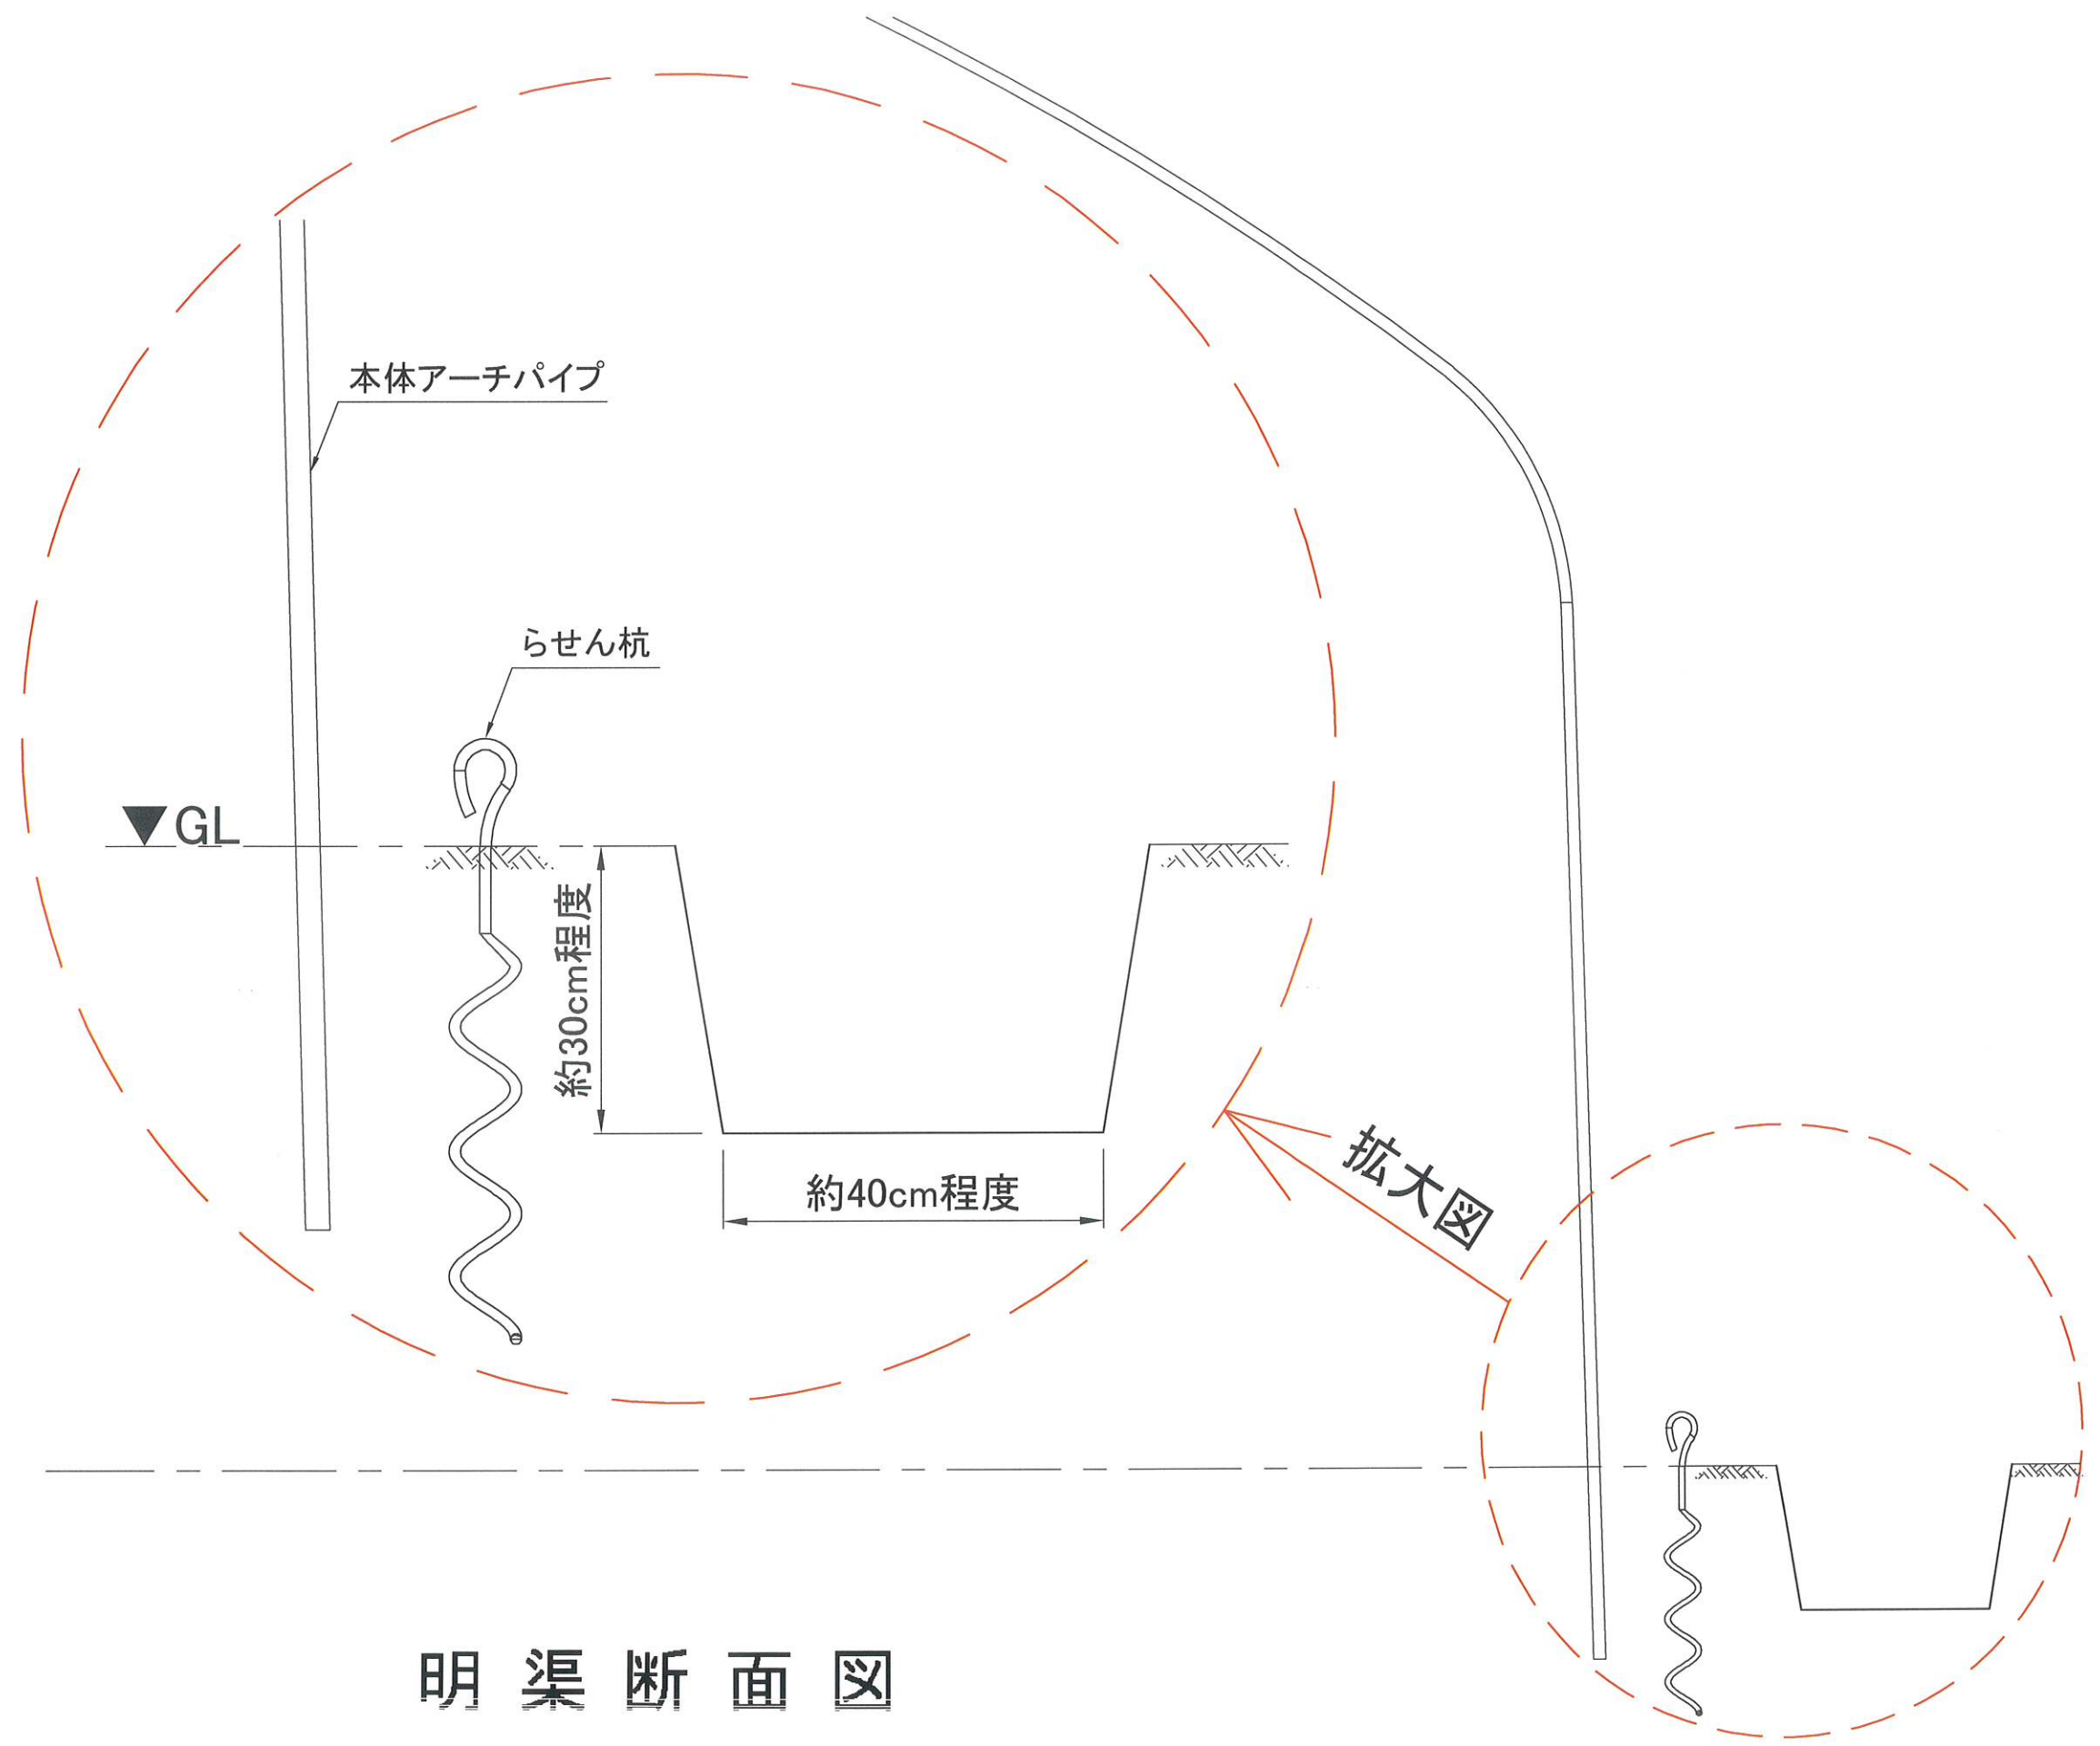 本体アーチパイプ
らせん杭
▼GL
約30cm程度
約40cm程度
拡大図
明渠断面図